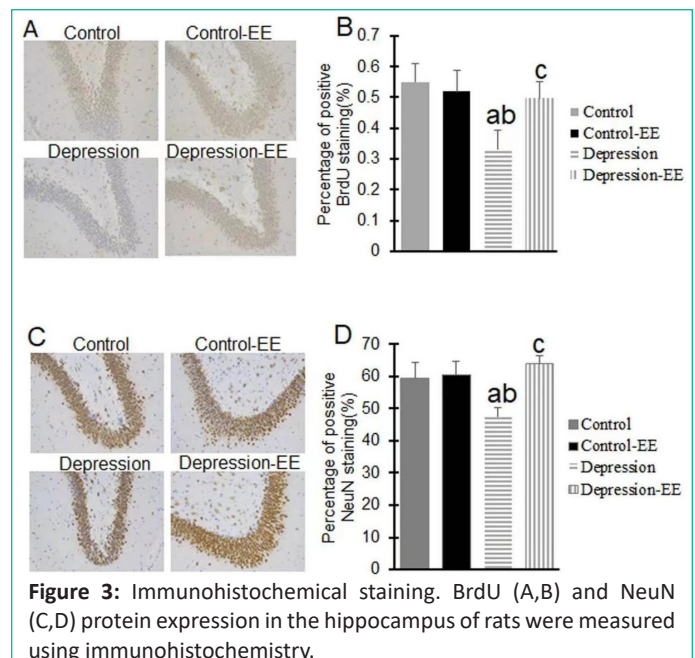 A
Control
Control-EE
Depression
Depression-EE
B
Percentage of positive
BrdU staining(%)
0.7
0.6
0.5
0.4
0.3
0.2
0.1
0
ab
c
Control
Control-EE
Depression
Depression-EE
C
Control
Control-EE
Depression
Depression-EE
D
Percentage of possitive
NeuN staining(%)
70
60
50
40
30
20
10
0
ab
c
Control
Control-EE
Depression
Depression-EE
Figure 3: Immunohistochemical staining. BrdU (A,B) and NeuN
(C,D) protein expression in the hippocampus of rats were measured
using immunohistochemistry.